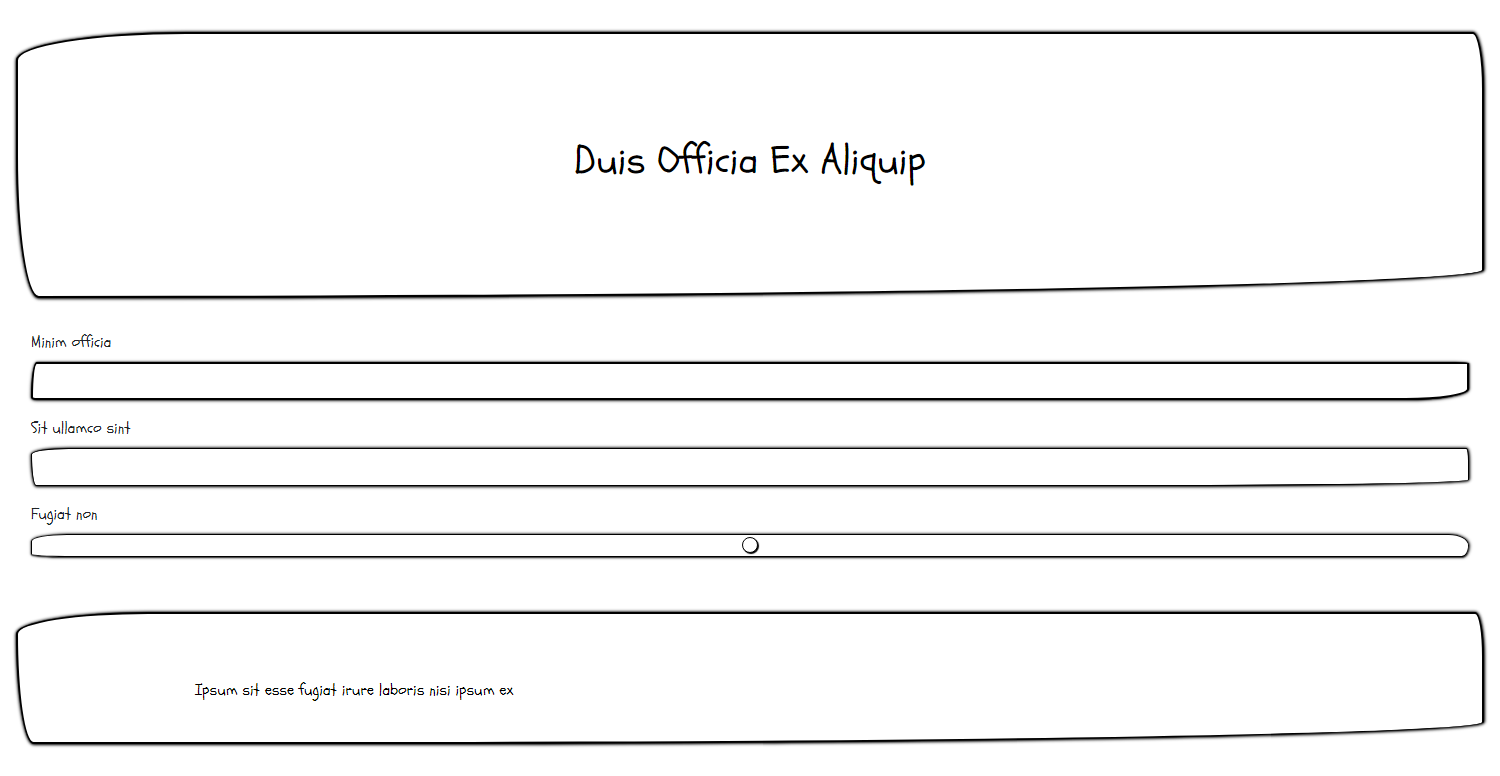 Duis Officia Ex Aliquip
Minim officia
Sit ullamco sint
Fugiat non
Ipsum sit esse fugiat irure laboris nisi ipsum ex